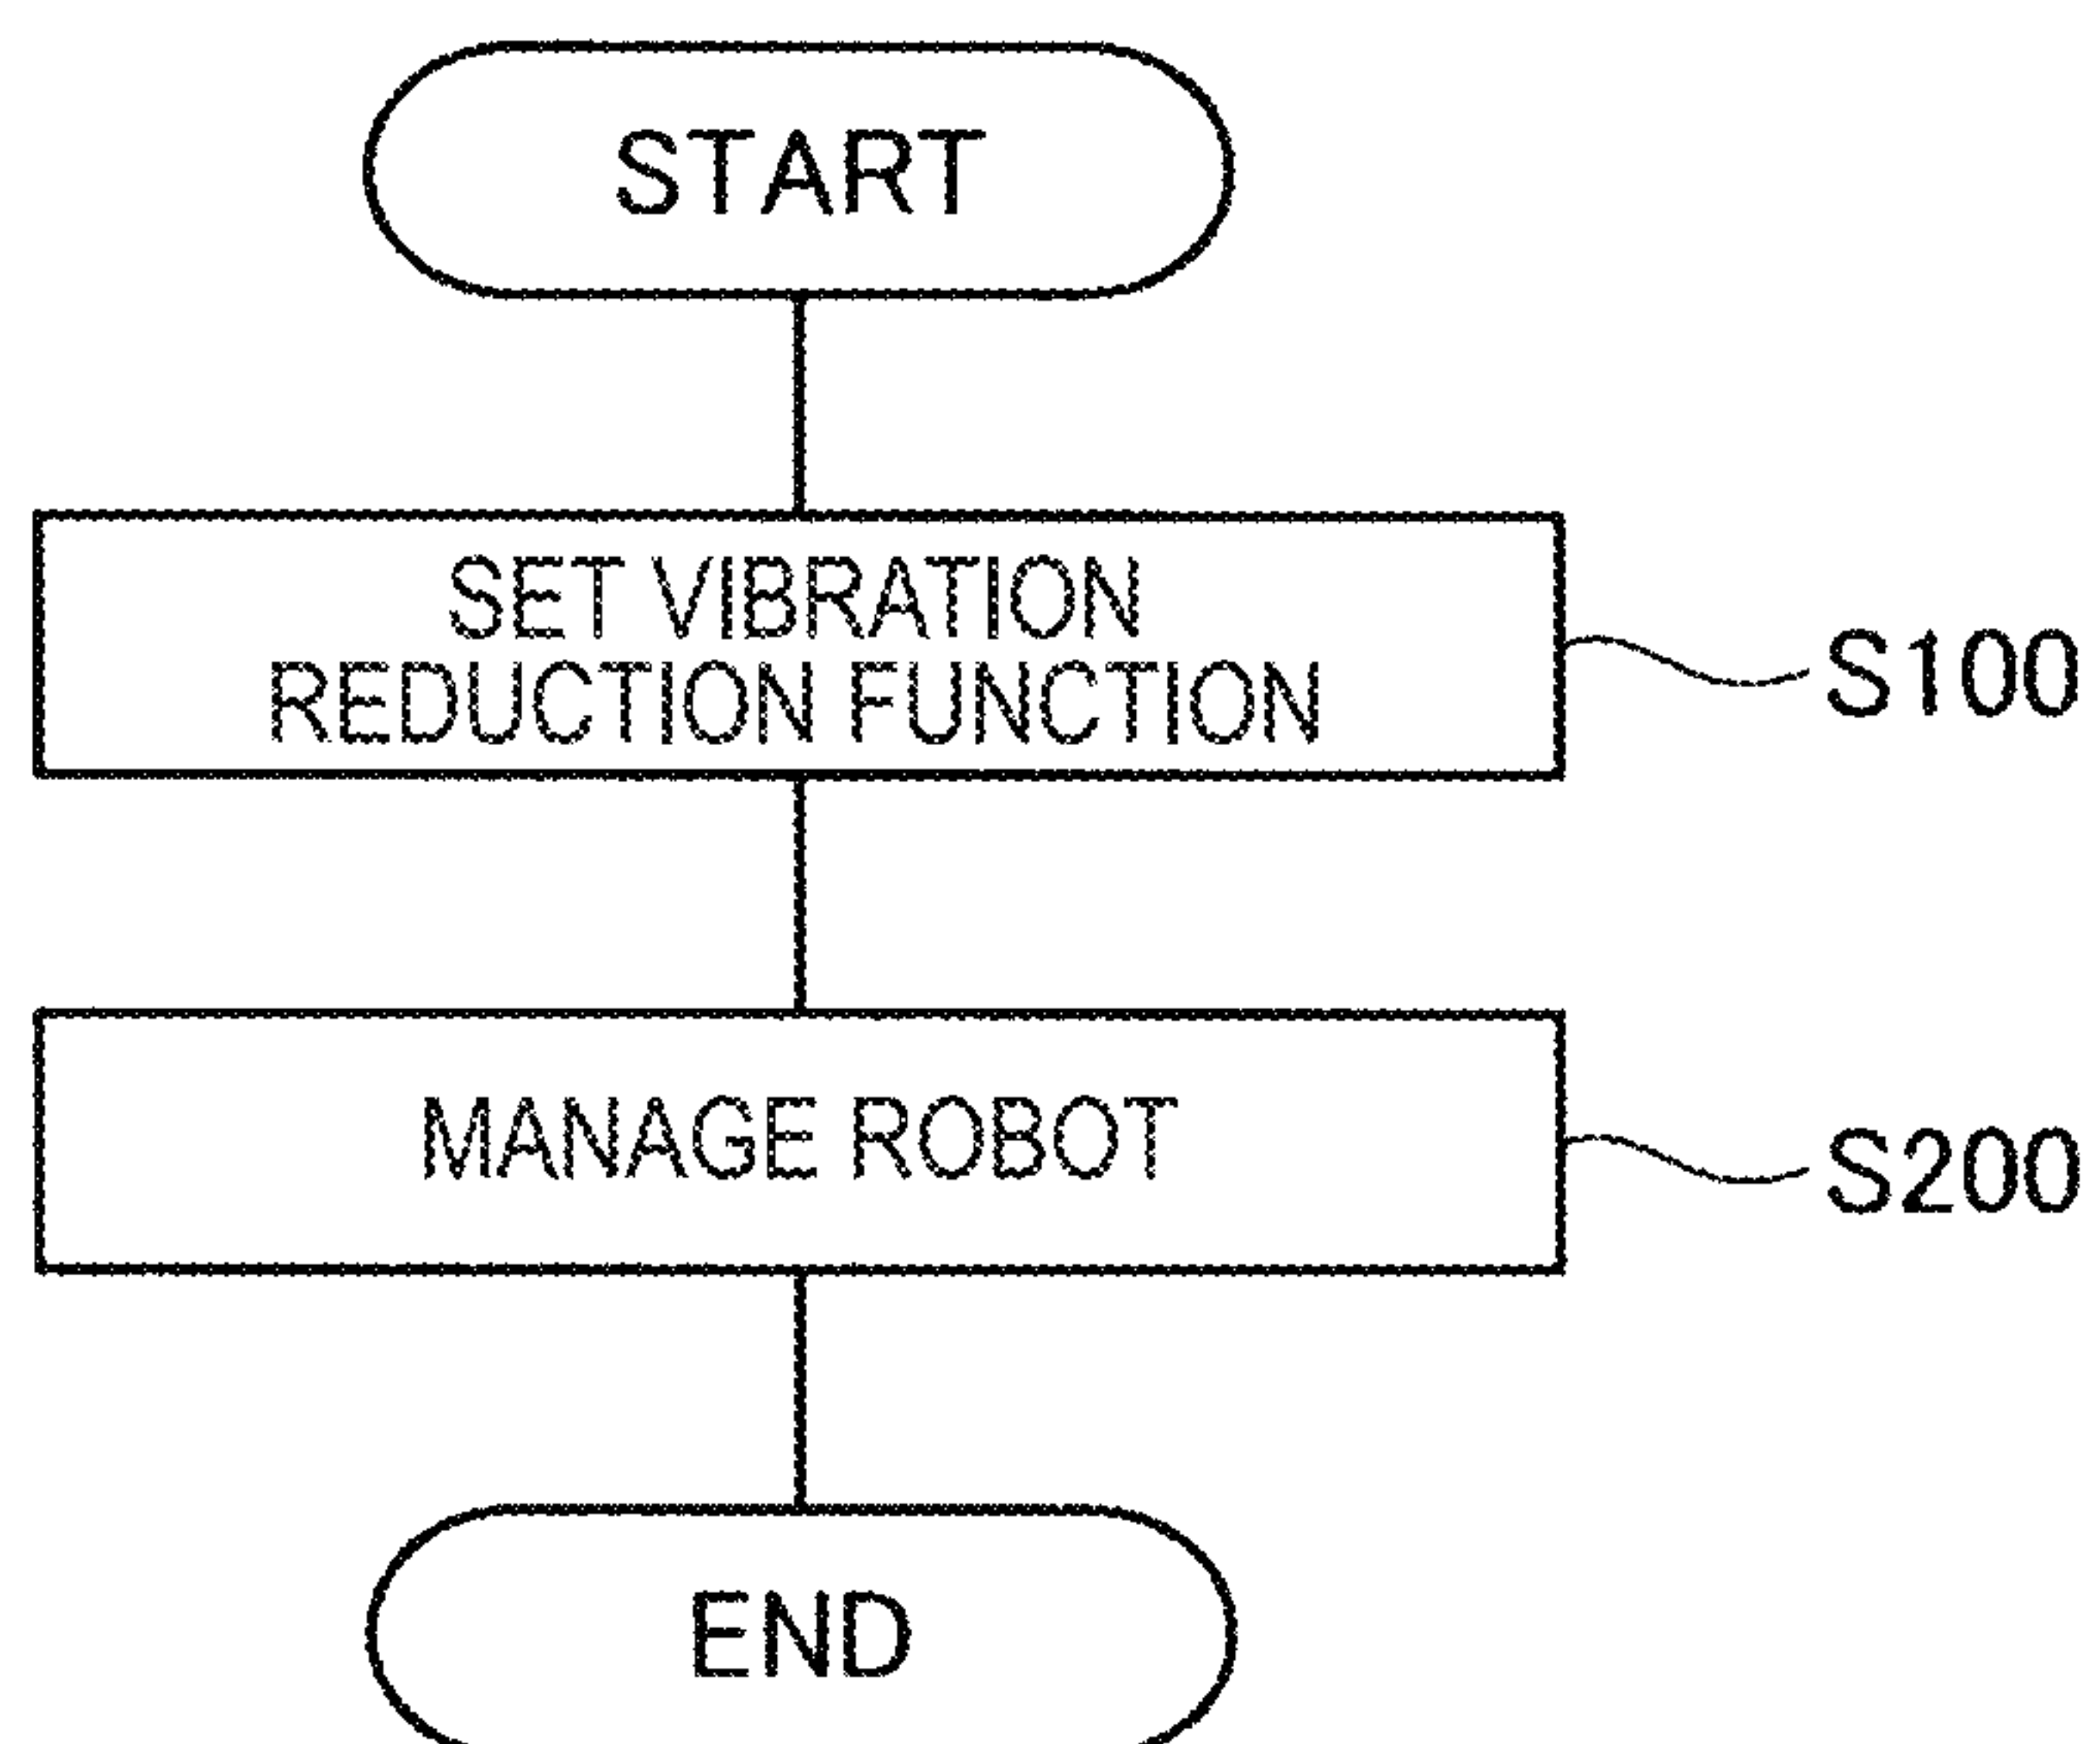 START
SET VIBRATION
REDUCTION FUNCTION
S100
MANAGE ROBOT
S200
END